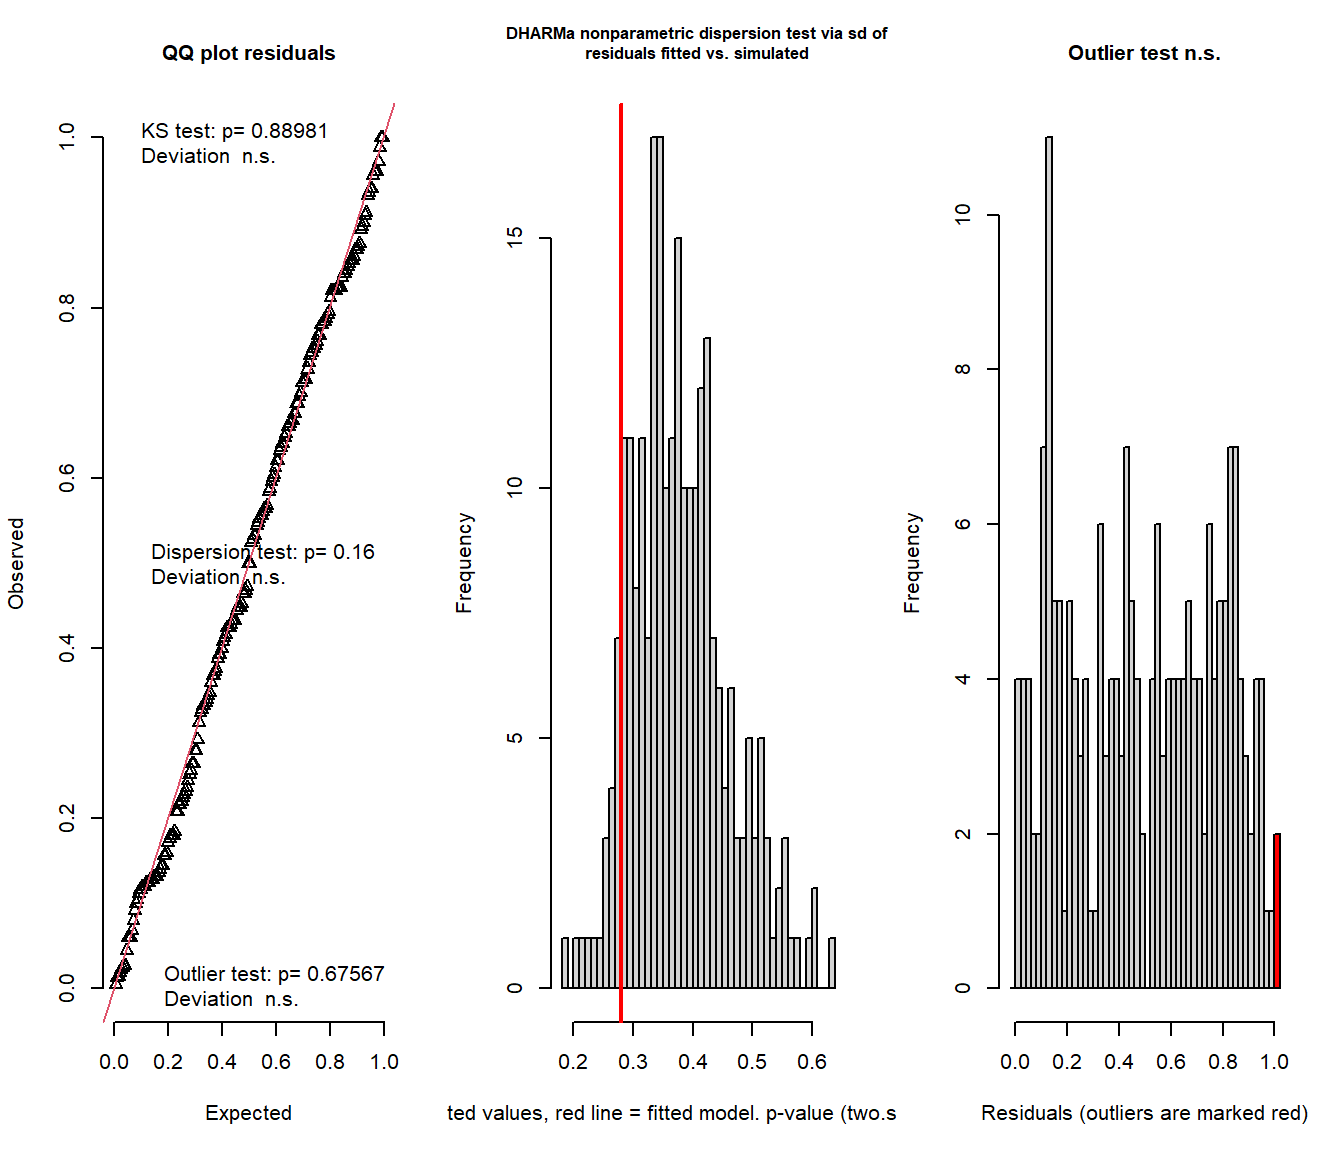 QQ plot residuals
KS test: p= 0.88981
Deviation  n.s.
Dispersion test: p= 0.16
Deviation  n.s.
Outlier test: p= 0.67567
Deviation  n.s.
Observed
1.0
0.8
0.6
0.4
0.2
0.0
0.0 0.2 0.4 0.6 0.8 1.0
Expected
DHARMa nonparametric dispersion test via sd of
residuals fitted vs. simulated
Frequency
15
10
5
0
0.2 0.3 0.4 0.5 0.6
ted values, red line = fitted model. p-value (two.s
Outlier test n.s.
Frequency
10
8
6
4
2
0
0.0 0.2 0.4 0.6 0.8 1.0
Residuals (outliers are marked red)